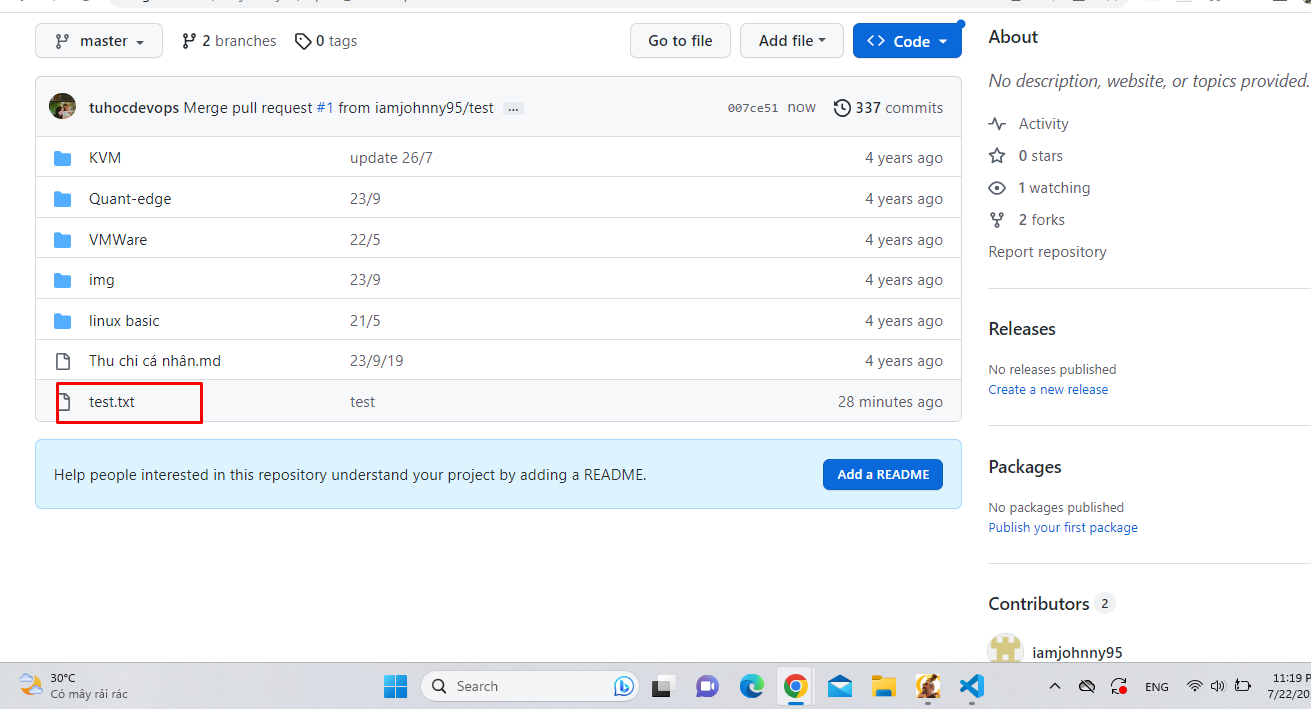 master 2 branches 0 tags Go to file Add file Code
tuhocdevops Merge pull request #1 from iamjohnny95/test ... 007ce51 now 337 commits
KVM update 26/7 4 years ago
Quant-edge 23/9 4 years ago
VMWare 22/5 4 years ago
img 23/9 4 years ago
linux basic 21/5 4 years ago
Thu chi cá nhân.md 23/9/19 4 years ago
test.txt test 28 minutes ago
Help people interested in this repository understand your project by adding a README. Add a README
About
No description, website, or topics provided.
Activity
0 stars
1 watching
2 forks
Report repository
Releases
No releases published
Create a new release
Packages
No packages published
Publish your first package
Contributors 2
iamjohnny95
30°C
Có mây rải rác
Search
ENG
11:19 P
7/22/20